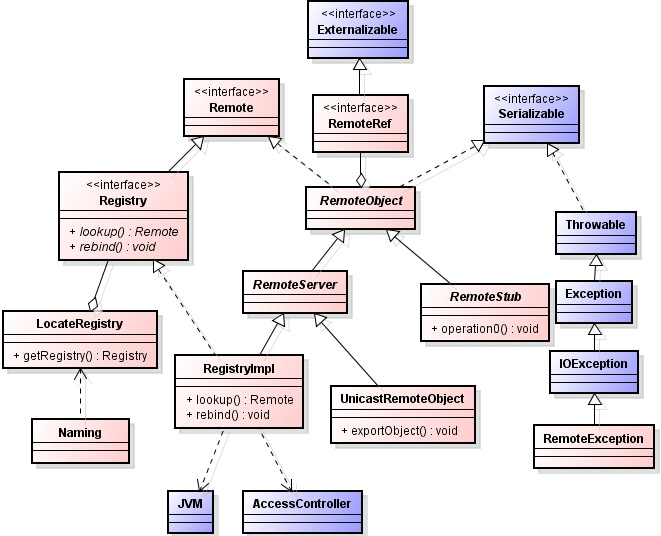 <<interface>>
Externalizable
<<interface>>
Remote
<<interface>>
RemoteRef
<<interface>>
Serializable
<<interface>>
Registry
+ lookup() : Remote
+ rebind() : void
RemoteObject
Throwable
RemoteServer
RemoteStub
+ operation0() : void
Exception
LocateRegistry
+ getRegistry() : Registry
RegistryImpl
+ lookup() : Remote
+ rebind() : void
IOException
UnicastRemoteObject
+ exportObject() : void
Naming
RemoteException
JVM
AccessController